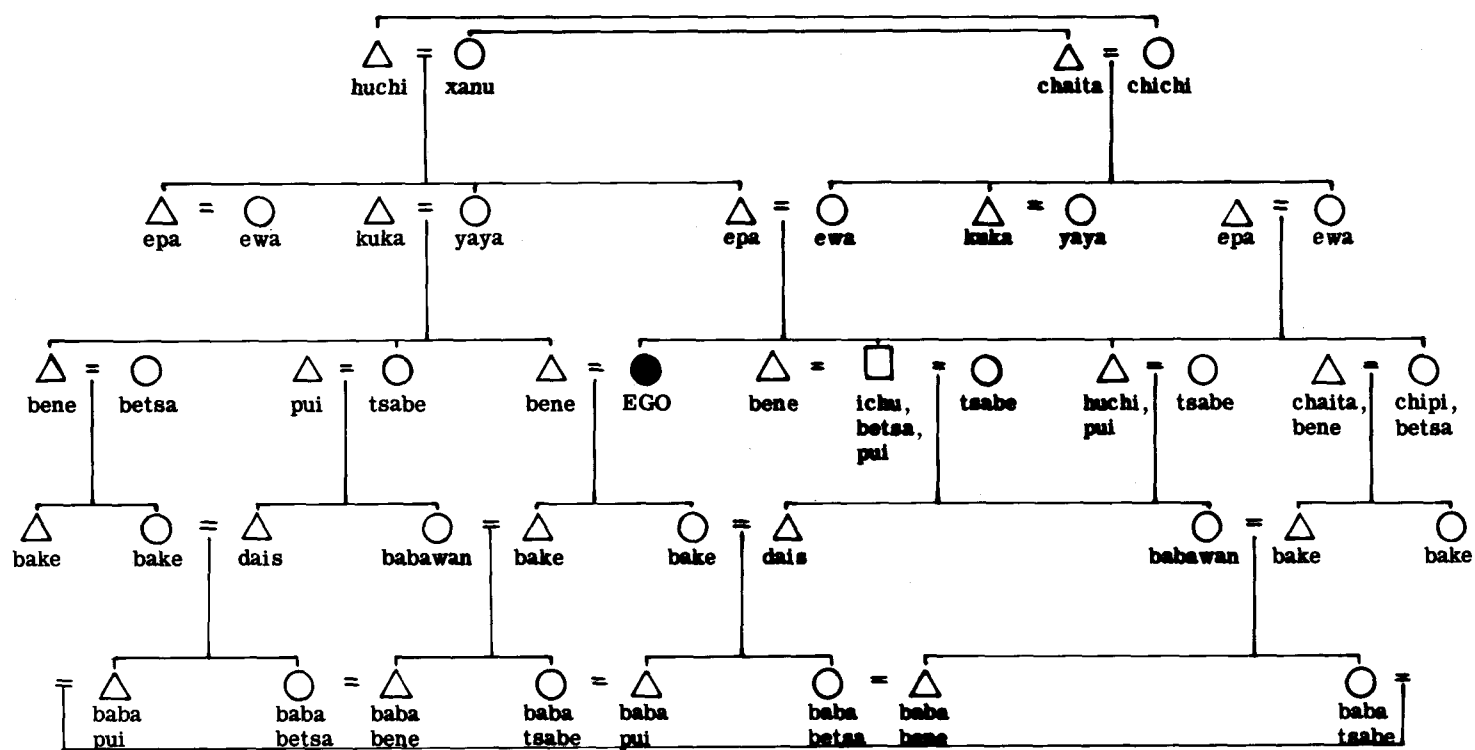 huchi xanu chaita chichi
epa ewa kuka yaya epa ewa kuka yaya epa ewa
bene betsa pui tsabe bene EGO bene ichu, tsabe huchi, tsabe chaita, chipi,
betsa, pui bene betsa
pui
bake bake dais babawan bake bake dais babawan bake bake
baba baba baba baba baba baba baba baba
pui betsa bene tsabe pui betsa bene tsabe